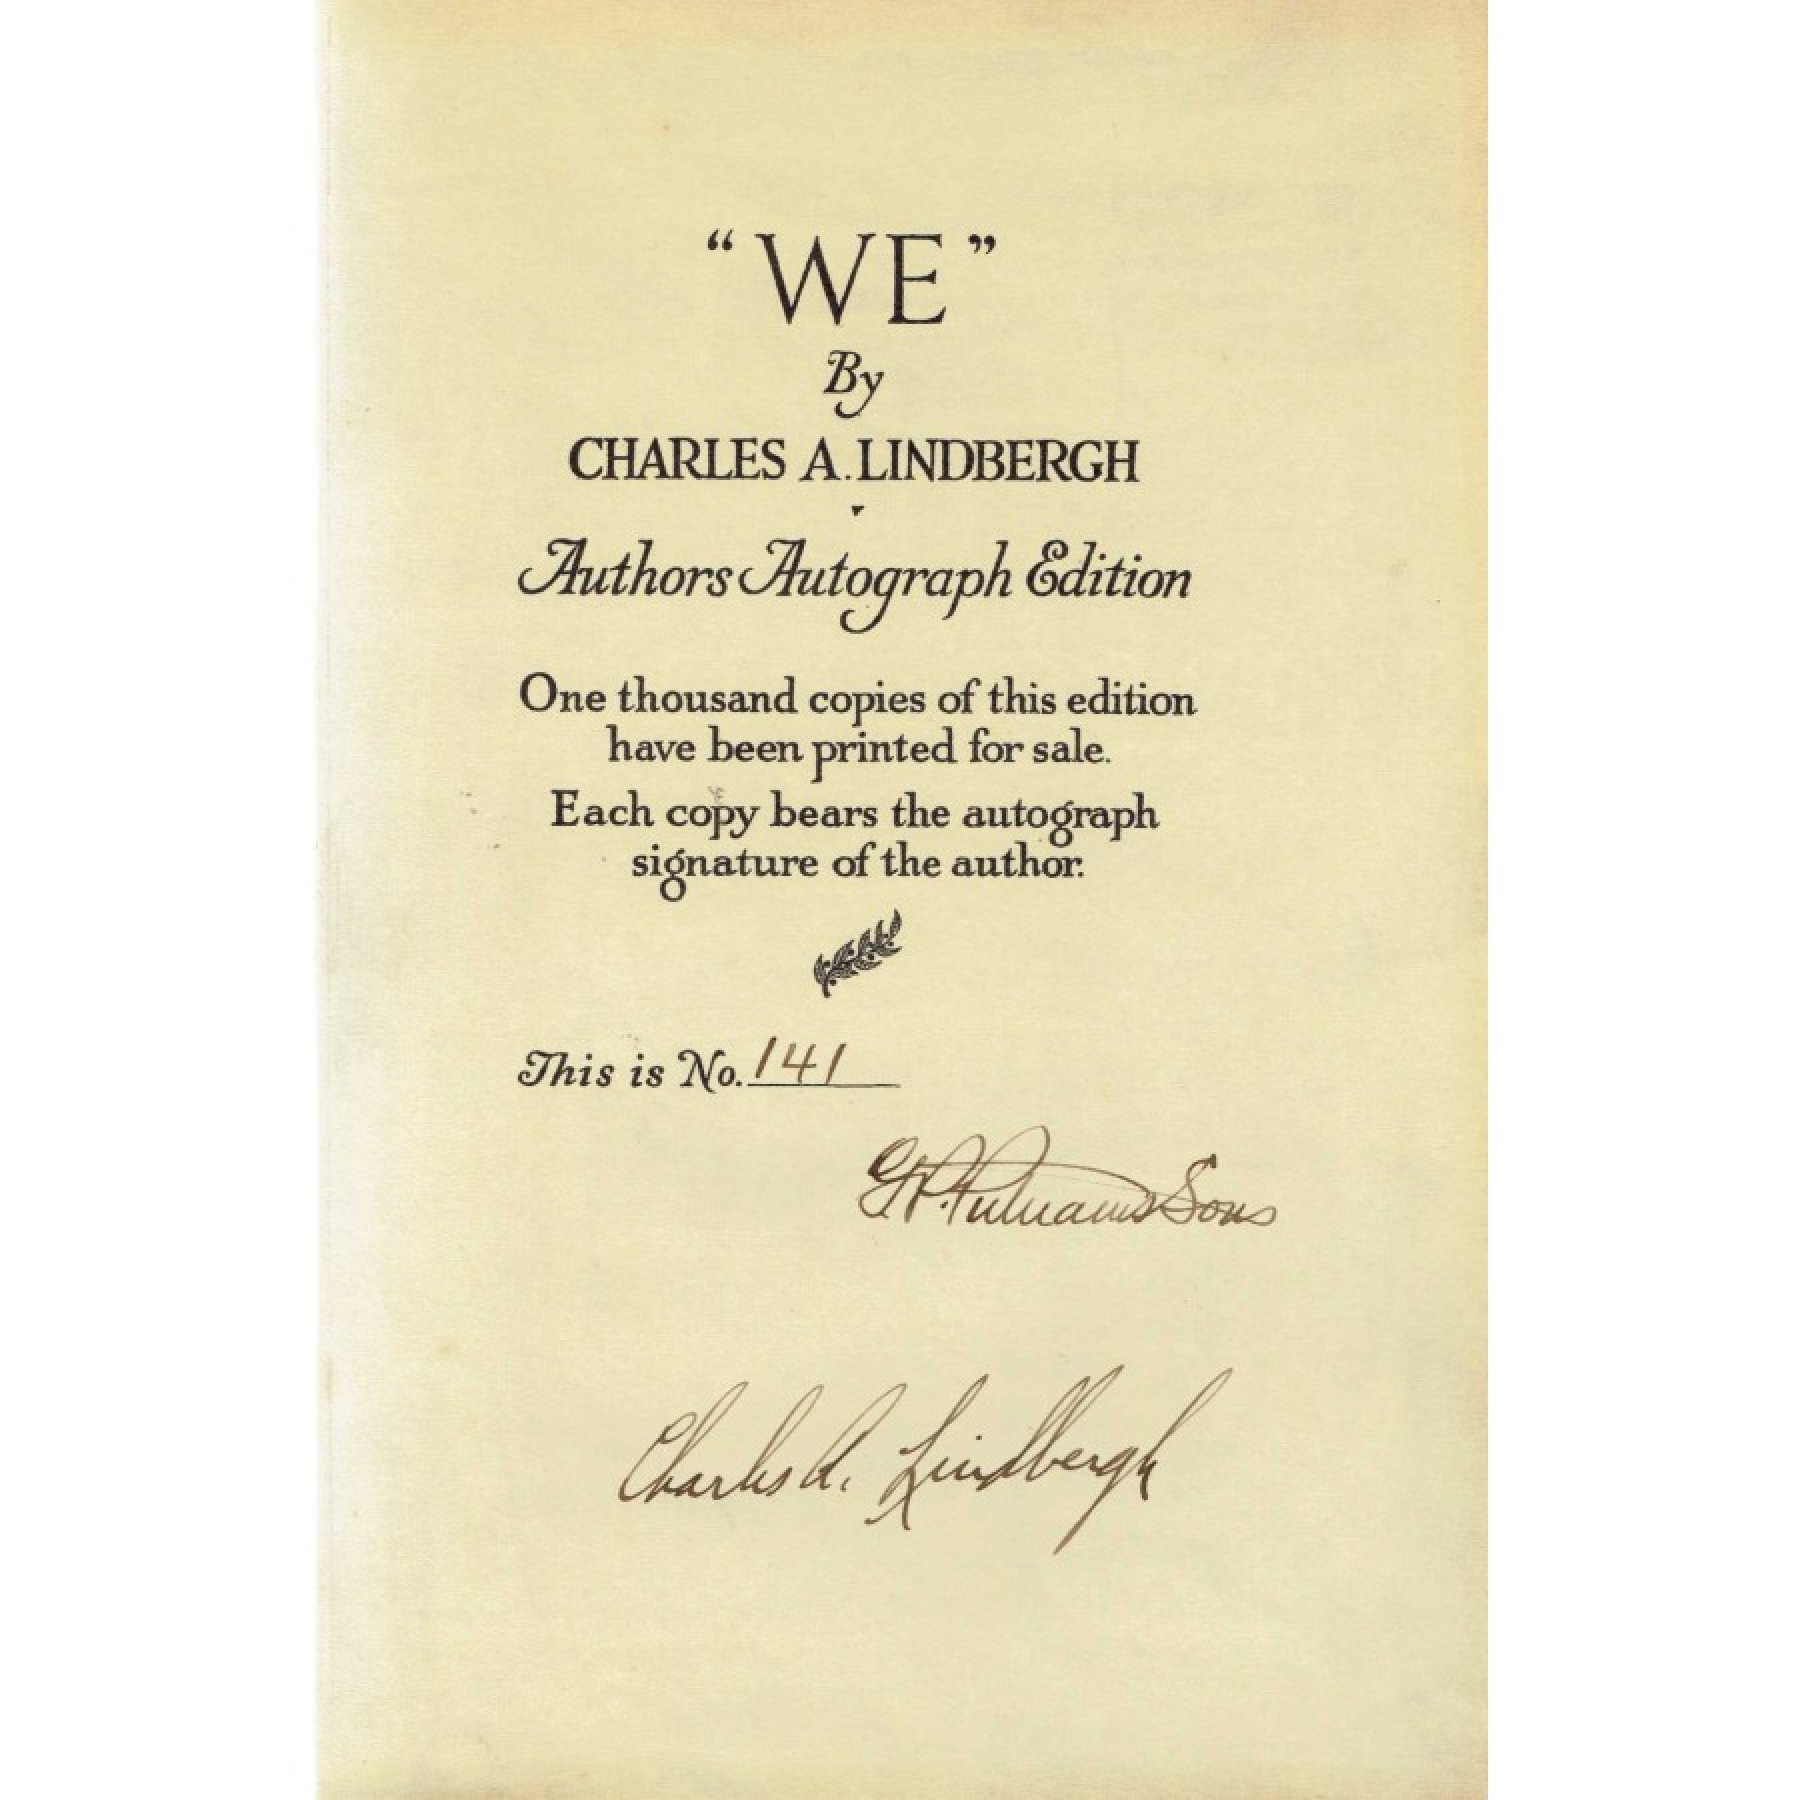 “WE”
By
CHARLES A. LINDBERGH
Authors Autograph Edition
One thousand copies of this edition
have been printed for sale.
Each copy bears the autograph
signature of the author.
This is No. 141
G.P. Putnams Sons
Charles A. Lindbergh